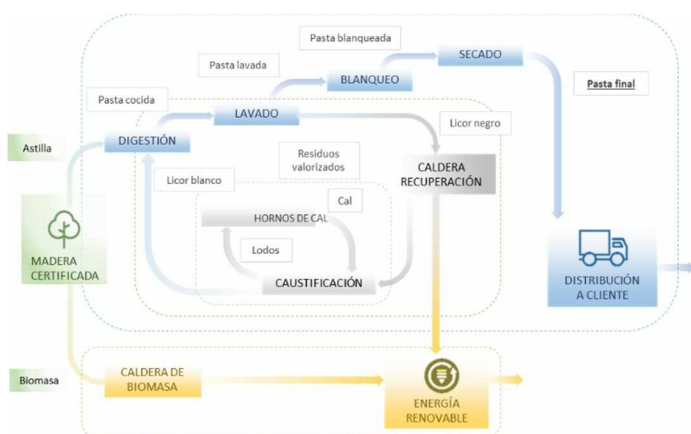 Pasta blanqueada
SECADO
Pasta lavada
BLANQUEO
Pasta final
Pasta cocida
LAVADO
Licor negro
Astilla
DIGESTIÓN
Residuos
valorizados
CALDERA
RECUPERACIÓN
Licor blanco
Cal
HORNOS DE CAL
MADERA
CERTIFICADA
Lodos
CAUSTIFICACIÓN
DISTRIBUCIÓN
A CLIENTE
Biomasa
CALDERA DE
BIOMASA
ENERGÍA
RENOVABLE